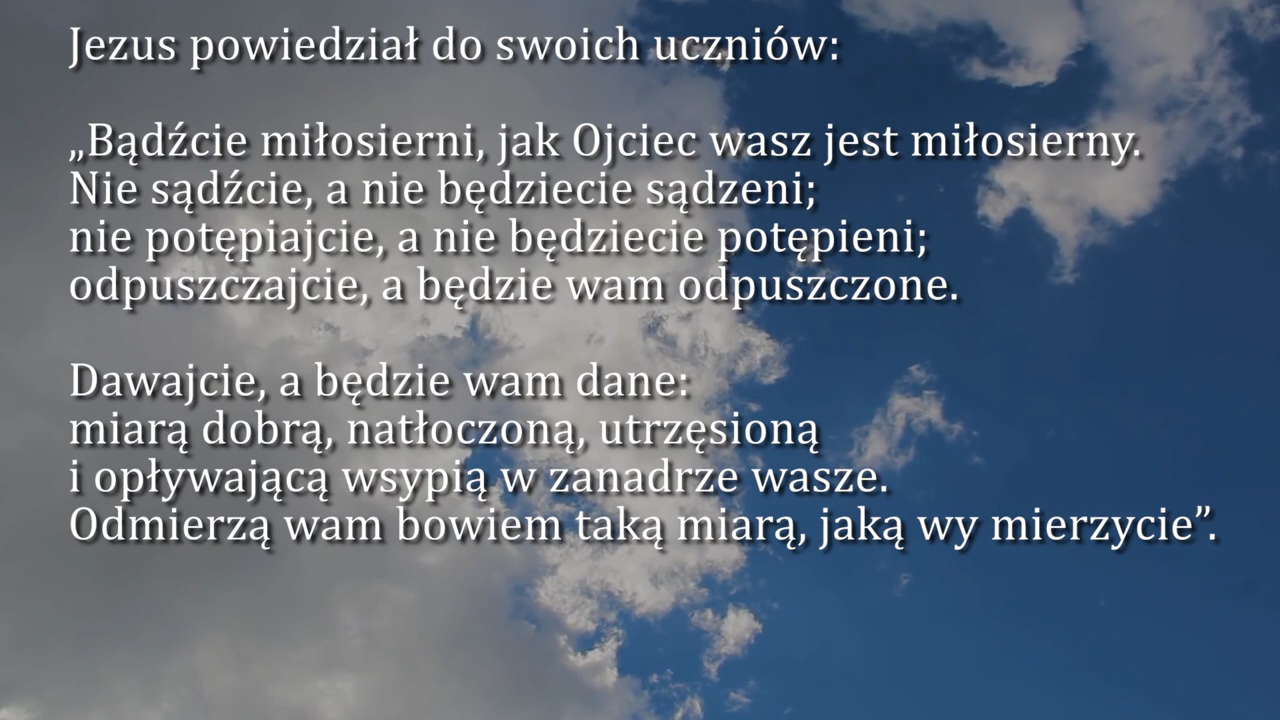 Jezus powiedział do swoich uczniów:
„Bądźcie miłosierni, jak Ojciec wasz jest miłosierny.
Nie sądźcie, a nie będziecie sądzeni;
nie potępiajcie, a nie będziecie potępieni;
odpuszczajcie, a będzie wam odpuszczone.
Dawajcie, a będzie wam dane:
miarą dobrą, natłoczoną, utrzęsioną
i opływającą wsypią w zanadrze wasze.
Odmierzą wam bowiem taką miarą, jaką wy mierzycie”.